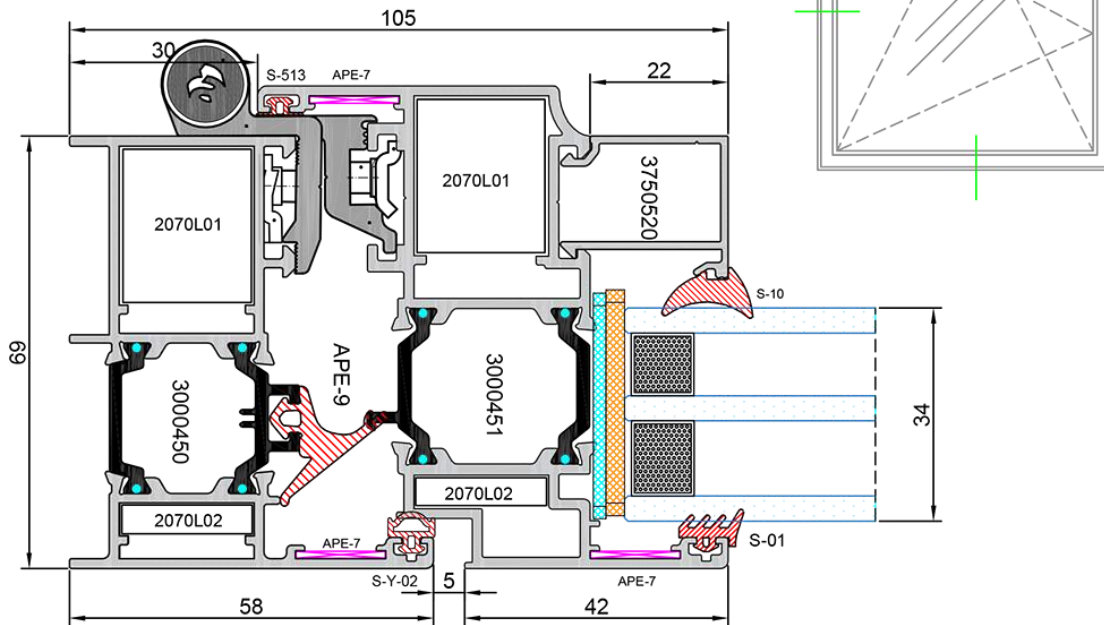 105
30
S-513
APE-7
22
2070L01
2070L01
3750520
S-10
69
APE-9
3000450
3000451
34
2070L02
2070L02
APE-7
S-01
S-Y-02
5
APE-7
58
42